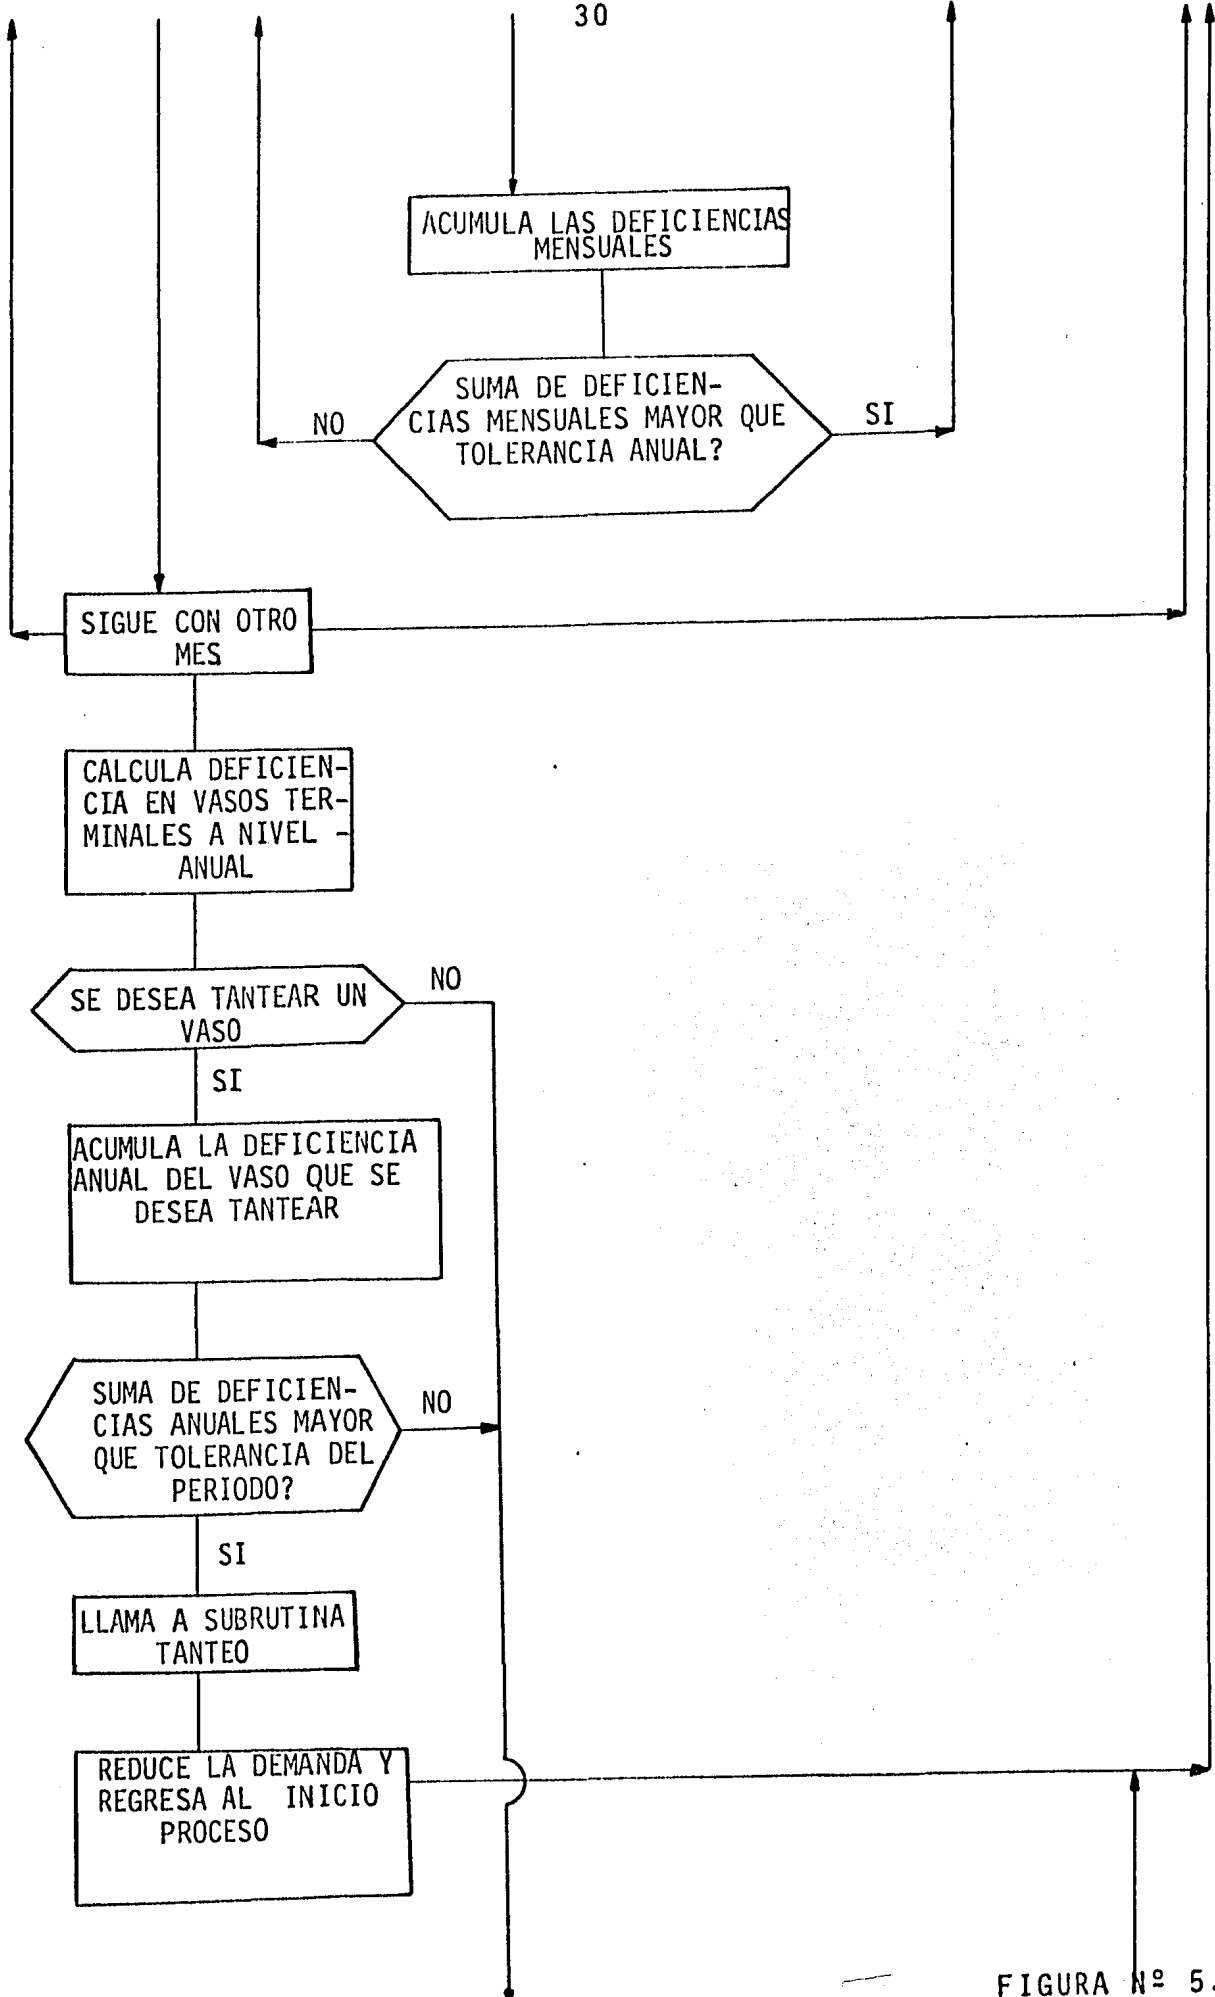 30
ACUMULA LAS DEFICIENCIAS
MENSUALES
SUMA DE DEFICIEN-
CIAS MENSUALES MAYOR QUE
TOLERANCIA ANUAL?
NO
SI
SIGUE CON OTRO
MES
CALCULA DEFICIEN-
CIA EN VASOS TER-
MINALES A NIVEL -
ANUAL
SE DESEA TANTEAR UN
VASO
NO
SI
ACUMULA LA DEFICIENCIA
ANUAL DEL VASO QUE SE
DESEA TANTEAR
SUMA DE DEFICIEN-
CIAS ANUALES MAYOR
QUE TOLERANCIA DEL
PERIODO?
NO
SI
LLAMA A SUBRUTINA
TANTEO
REDUCE LA DEMANDA Y
REGRESA AL INICIO
PROCESO
FIGURA Nº 5.